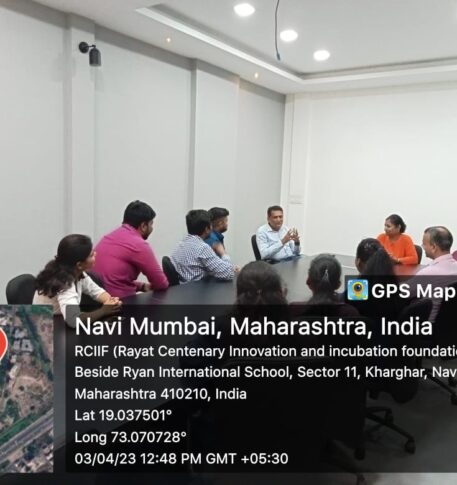 GPS Map
Navi Mumbai, Maharashtra, India
RCIIF (Rayat Centenary Innovation and incubation foundatio
Beside Ryan International School, Sector 11, Kharghar, Nav
Maharashtra 410210, India
Lat 19.037501°
Long 73.070728°
03/04/23 12:48 PM GMT +05:30